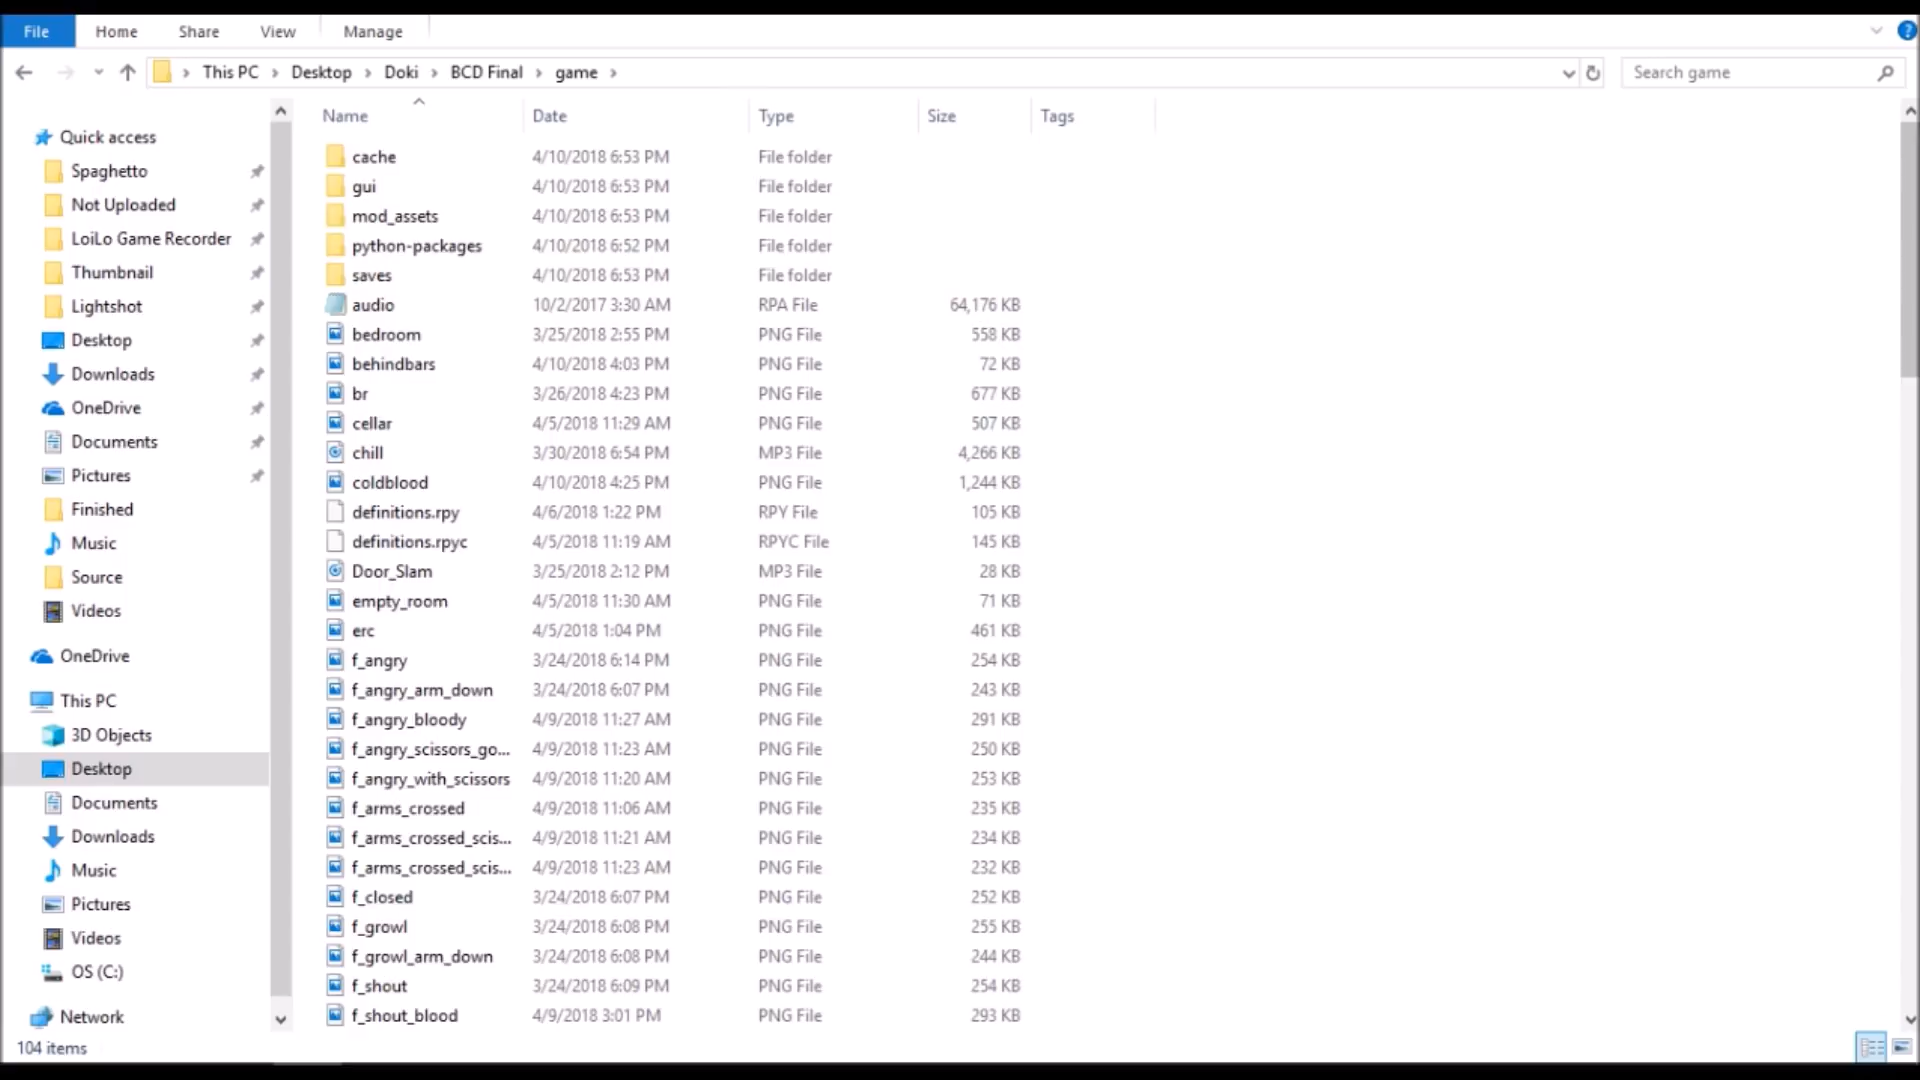 File Home Share View Manage
This PC Desktop Doki BCD Final game Search game
Name Date Type Size Tags
Quick access
Spaghetto
Not Uploaded
LoiLo Game Recorder
Thumbnail
Lightshot
Desktop
Downloads
OneDrive
Documents
Pictures
Finished
Music
Source
Videos
OneDrive
This PC
3D Objects
Desktop
Documents
Downloads
Music
Pictures
Videos
OS (C:)
Network
cache 4/10/2018 6:53 PM File folder
gui 4/10/2018 6:53 PM File folder
mod_assets 4/10/2018 6:53 PM File folder
python-packages 4/10/2018 6:52 PM File folder
saves 4/10/2018 6:53 PM File folder
audio 10/2/2017 3:30 AM RPA File 64,176 KB
bedroom 3/25/2018 2:55 PM PNG File 558 KB
behindbars 4/10/2018 4:03 PM PNG File 72 KB
br 3/26/2018 4:23 PM PNG File 677 KB
cellar 4/5/2018 11:29 AM PNG File 507 KB
chill 3/30/2018 6:54 PM MP3 File 4,266 KB
coldblood 4/10/2018 4:25 PM PNG File 1,244 KB
definitions.rpy 4/6/2018 1:22 PM RPY File 105 KB
definitions.rpyc 4/5/2018 11:19 AM RPYC File 145 KB
Door_Slam 3/25/2018 2:12 PM MP3 File 28 KB
empty_room 4/5/2018 11:30 AM PNG File 71 KB
erc 4/5/2018 1:04 PM PNG File 461 KB
f_angry 3/24/2018 6:14 PM PNG File 254 KB
f_angry_arm_down 3/24/2018 6:07 PM PNG File 243 KB
f_angry_bloody 4/9/2018 11:27 AM PNG File 291 KB
f_angry_scissors_go... 4/9/2018 11:23 AM PNG File 250 KB
f_angry_with_scissors 4/9/2018 11:20 AM PNG File 253 KB
f_arms_crossed 4/9/2018 11:06 AM PNG File 235 KB
f_arms_crossed_scis... 4/9/2018 11:21 AM PNG File 234 KB
f_arms_crossed_scis... 4/9/2018 11:23 AM PNG File 232 KB
f_closed 3/24/2018 6:07 PM PNG File 252 KB
f_growl 3/24/2018 6:08 PM PNG File 255 KB
f_growl_arm_down 3/24/2018 6:08 PM PNG File 244 KB
f_shout 3/24/2018 6:09 PM PNG File 254 KB
f_shout_blood 4/9/2018 3:01 PM PNG File 293 KB
104 items